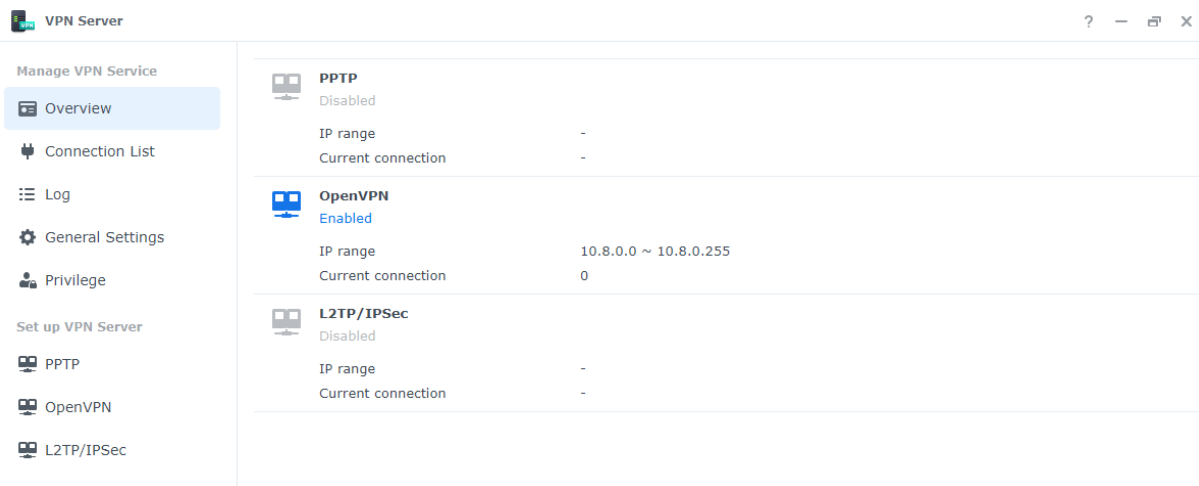 VPN Server
?
Manage VPN Service
Overview
Connection List
Log
General Settings
Privilege
Set up VPN Server
PPTP
OpenVPN
L2TP/IPSec
PPTP
Disabled
IP range -
Current connection -
OpenVPN
Enabled
IP range 10.8.0.0 ~ 10.8.0.255
Current connection 0
L2TP/IPSec
Disabled
IP range -
Current connection -
VPN